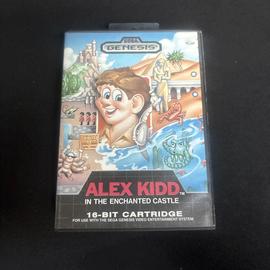 SEGA
GENESIS
ALEX KIDD™
IN THE ENCHANTED CASTLE
16-BIT CARTRIDGE
FOR USE WITH THE SEGA GENESIS VIDEO ENTERTAINMENT SYSTEM